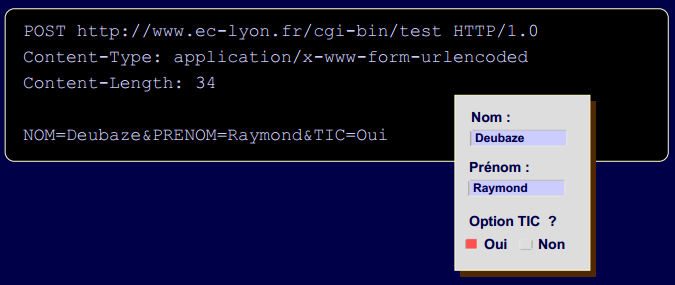 POST http://www.ec-lyon.fr/cgi-bin/test HTTP/1.0
Content-Type: application/x-www-form-urlencoded
Content-Length: 34
NOM=Deubaze&PRENOM=Raymond&TIC=Oui
Nom :
Deubaze
Prénom :
Raymond
Option TIC ?
Oui Non